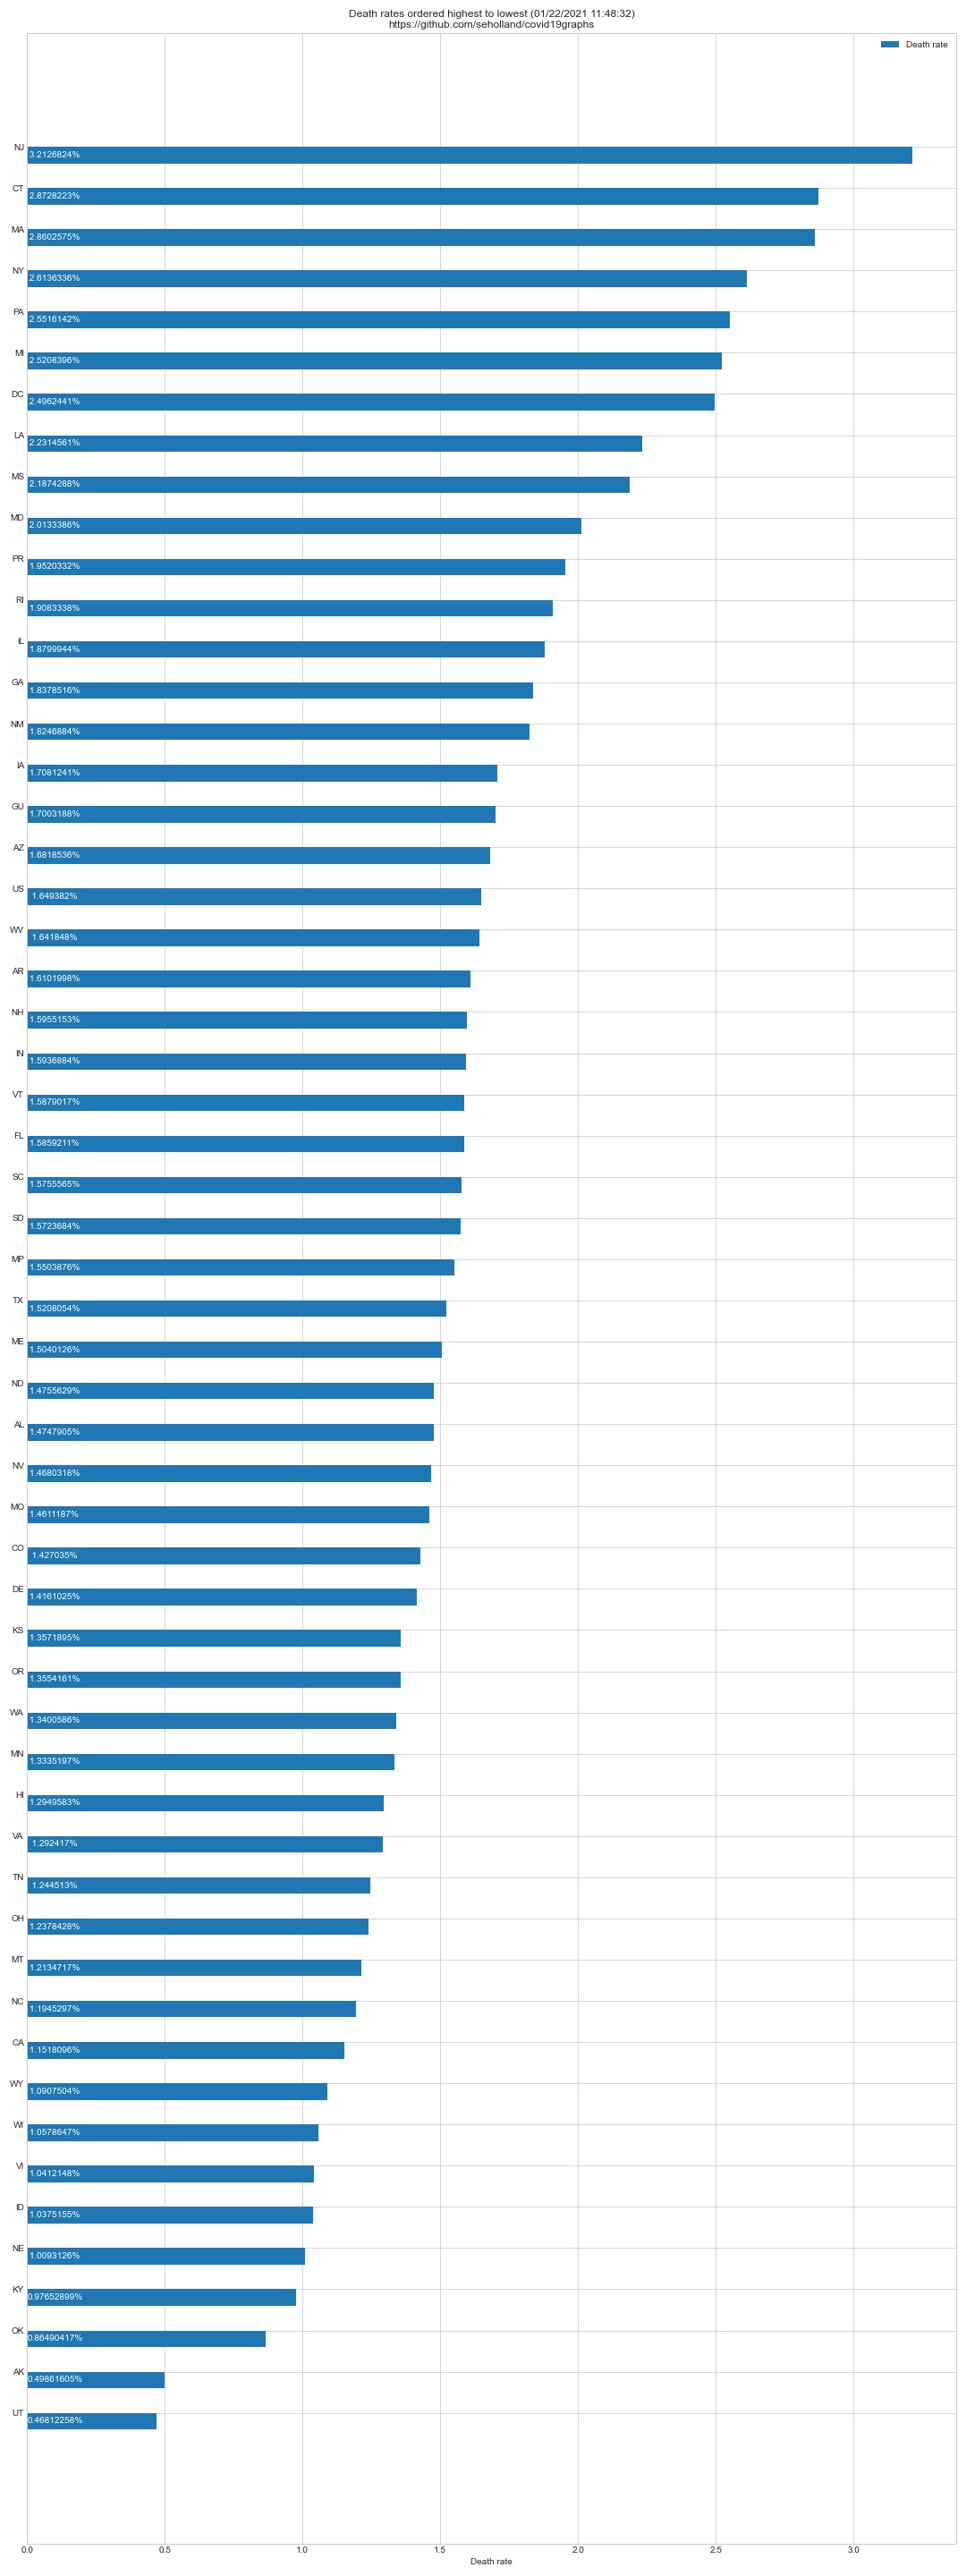 Death rates ordered highest to lowest (01/22/2021 11:48:32)
https://github.com/seholland/covid19graphs
Death rate
NJ 3.2126824%
CT 2.8728223%
MA 2.8602575%
NY 2.6136336%
PA 2.5516142%
MI 2.5208396%
DC 2.4962441%
LA 2.2314561%
MS 2.1874288%
MD 2.0133386%
PR 1.9520332%
RI 1.9083338%
IL 1.8799944%
GA 1.8378516%
NM 1.8246884%
IA 1.7081241%
GU 1.7003188%
AZ 1.6818536%
US 1.649382%
WV 1.641848%
AR 1.6101998%
NH 1.5955153%
IN 1.5936884%
VT 1.5879017%
FL 1.5859211%
SC 1.5755565%
SD 1.5723684%
MP 1.5503876%
TX 1.5208054%
ME 1.5040126%
ND 1.4755629%
AL 1.4747905%
NV 1.4680318%
MO 1.4611187%
CO 1.427035%
DE 1.4161025%
KS 1.3571895%
OR 1.3554161%
WA 1.3400586%
MN 1.3335197%
HI 1.2949583%
VA 1.292417%
TN 1.244513%
OH 1.2378428%
MT 1.2134717%
NC 1.1945297%
CA 1.1518096%
WY 1.0907504%
WI 1.0578647%
VI 1.0412148%
ID 1.0375155%
NE 1.0093126%
KY 0.97652899%
OK 0.86490417%
AK 0.49861605%
UT 0.46812258%
0.0 0.5 1.0 1.5 2.0 2.5 3.0
Death rate